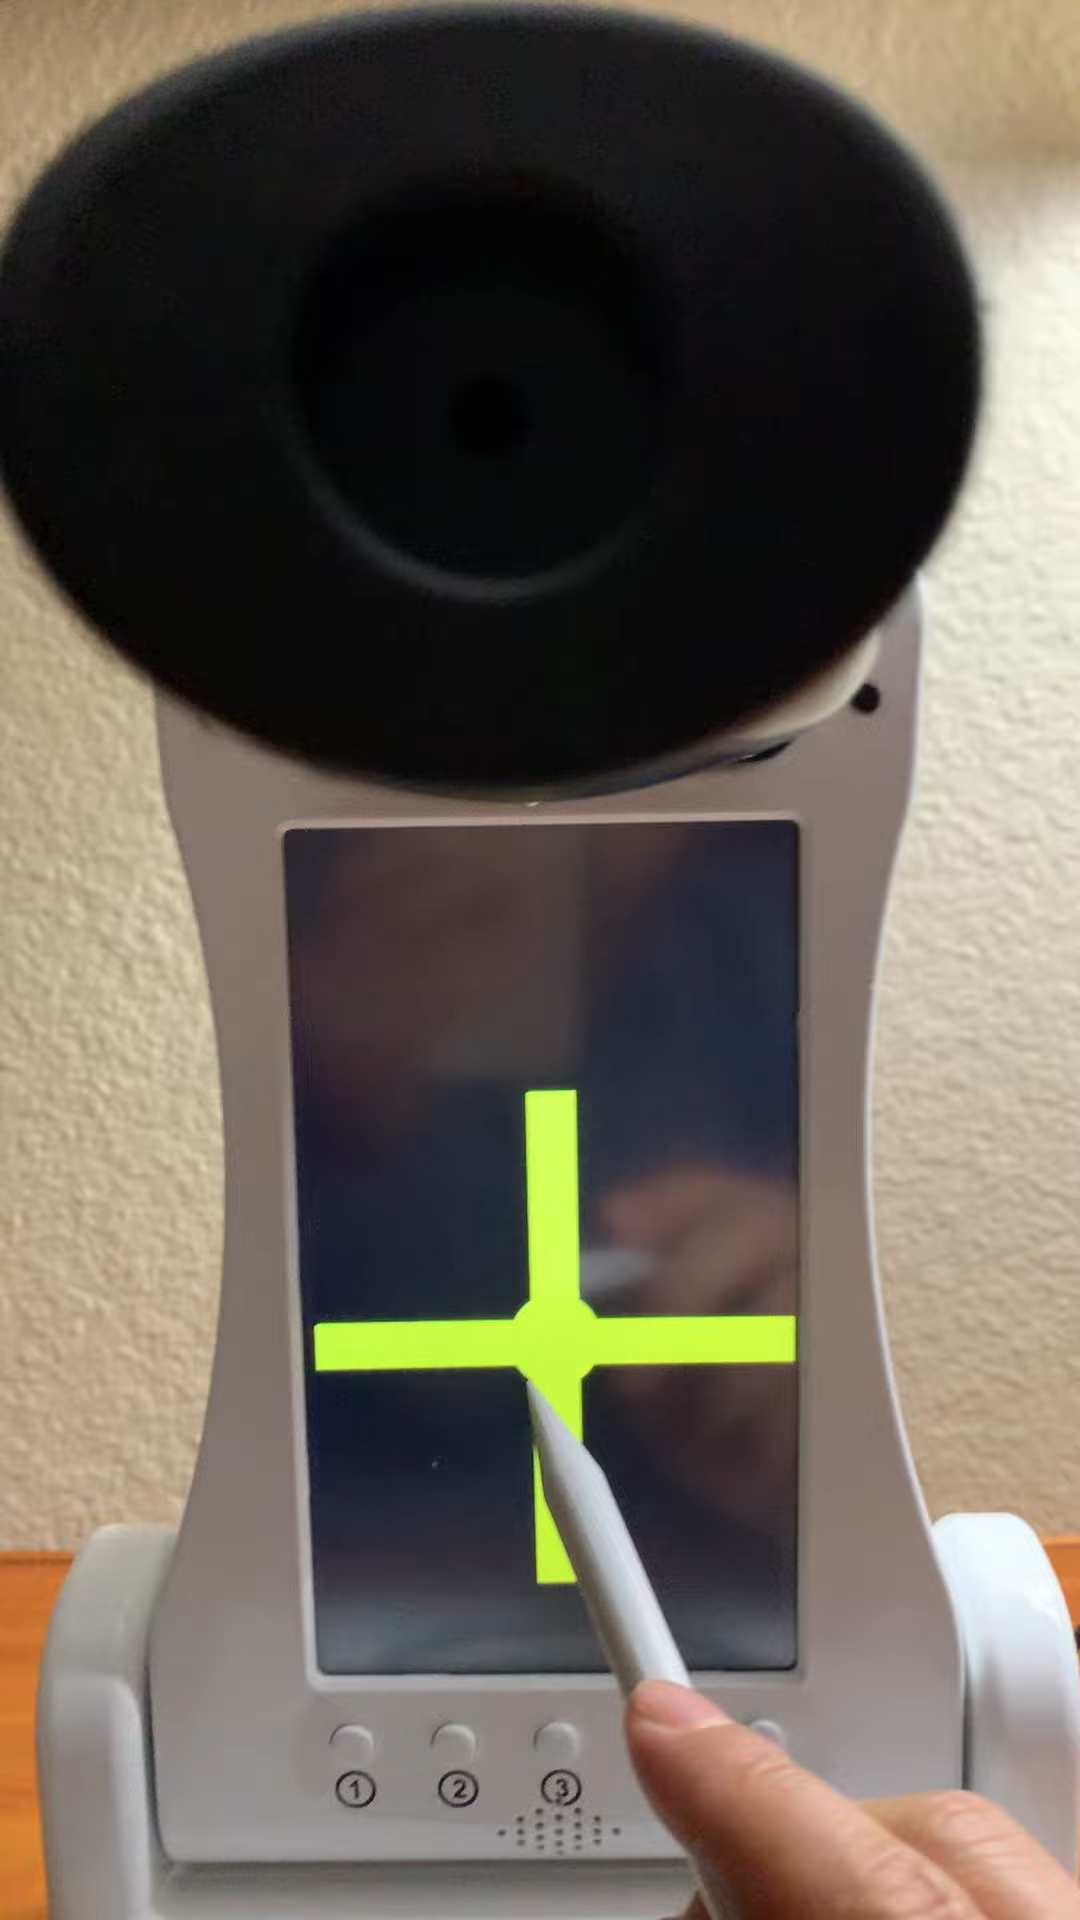 ① ② ③